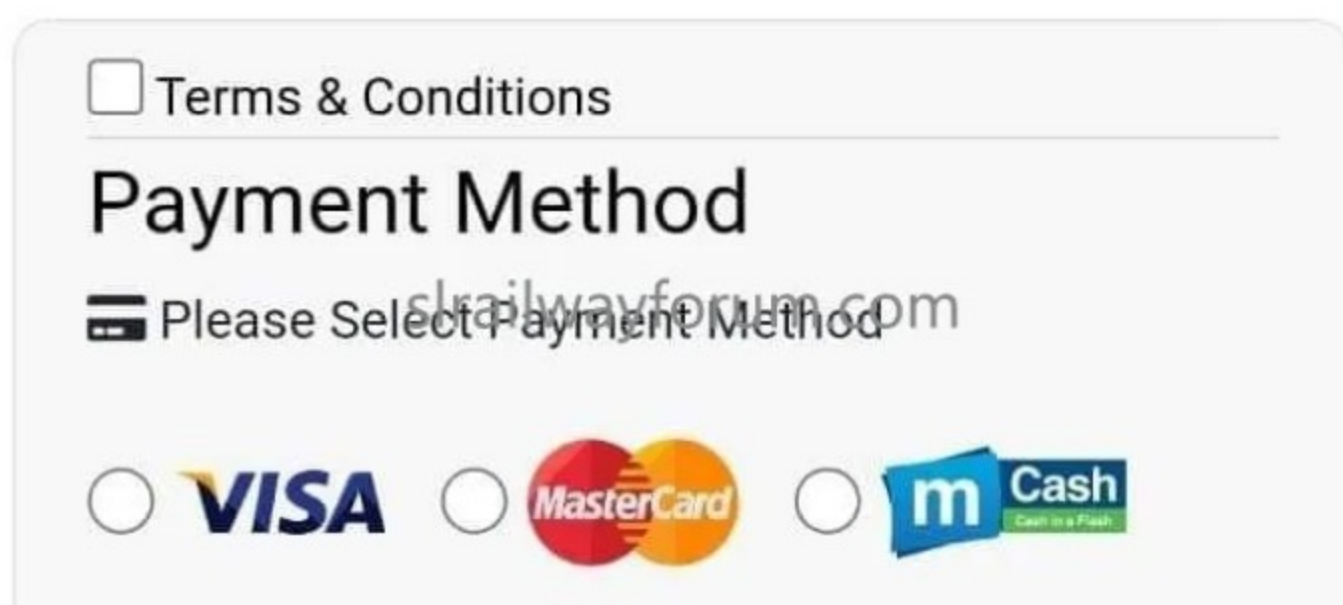 Terms & Conditions
Payment Method
Please Select Payment Method
slrailwayforum.com
VISA MasterCard m Cash
Cash in a Flash